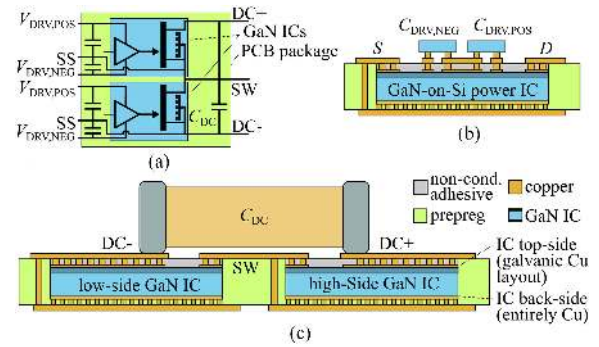 DC+
V_DRV,POS
GaN ICs
PCB package
SS
V_DRV,NEG
V_DRV,POS
SW
SS
C_DC
V_DRV,NEG
DC-
(a)
C_DRV,NEG C_DRV,POS
S D
GaN-on-Si power IC
(b)
non-cond. adhesive
copper
prepreg
GaN IC
C_DC
DC- DC+
SW
low-side GaN IC
high-Side GaN IC
IC top-side
(galvanic Cu
layout)
IC back-side
(entirely Cu)
(c)